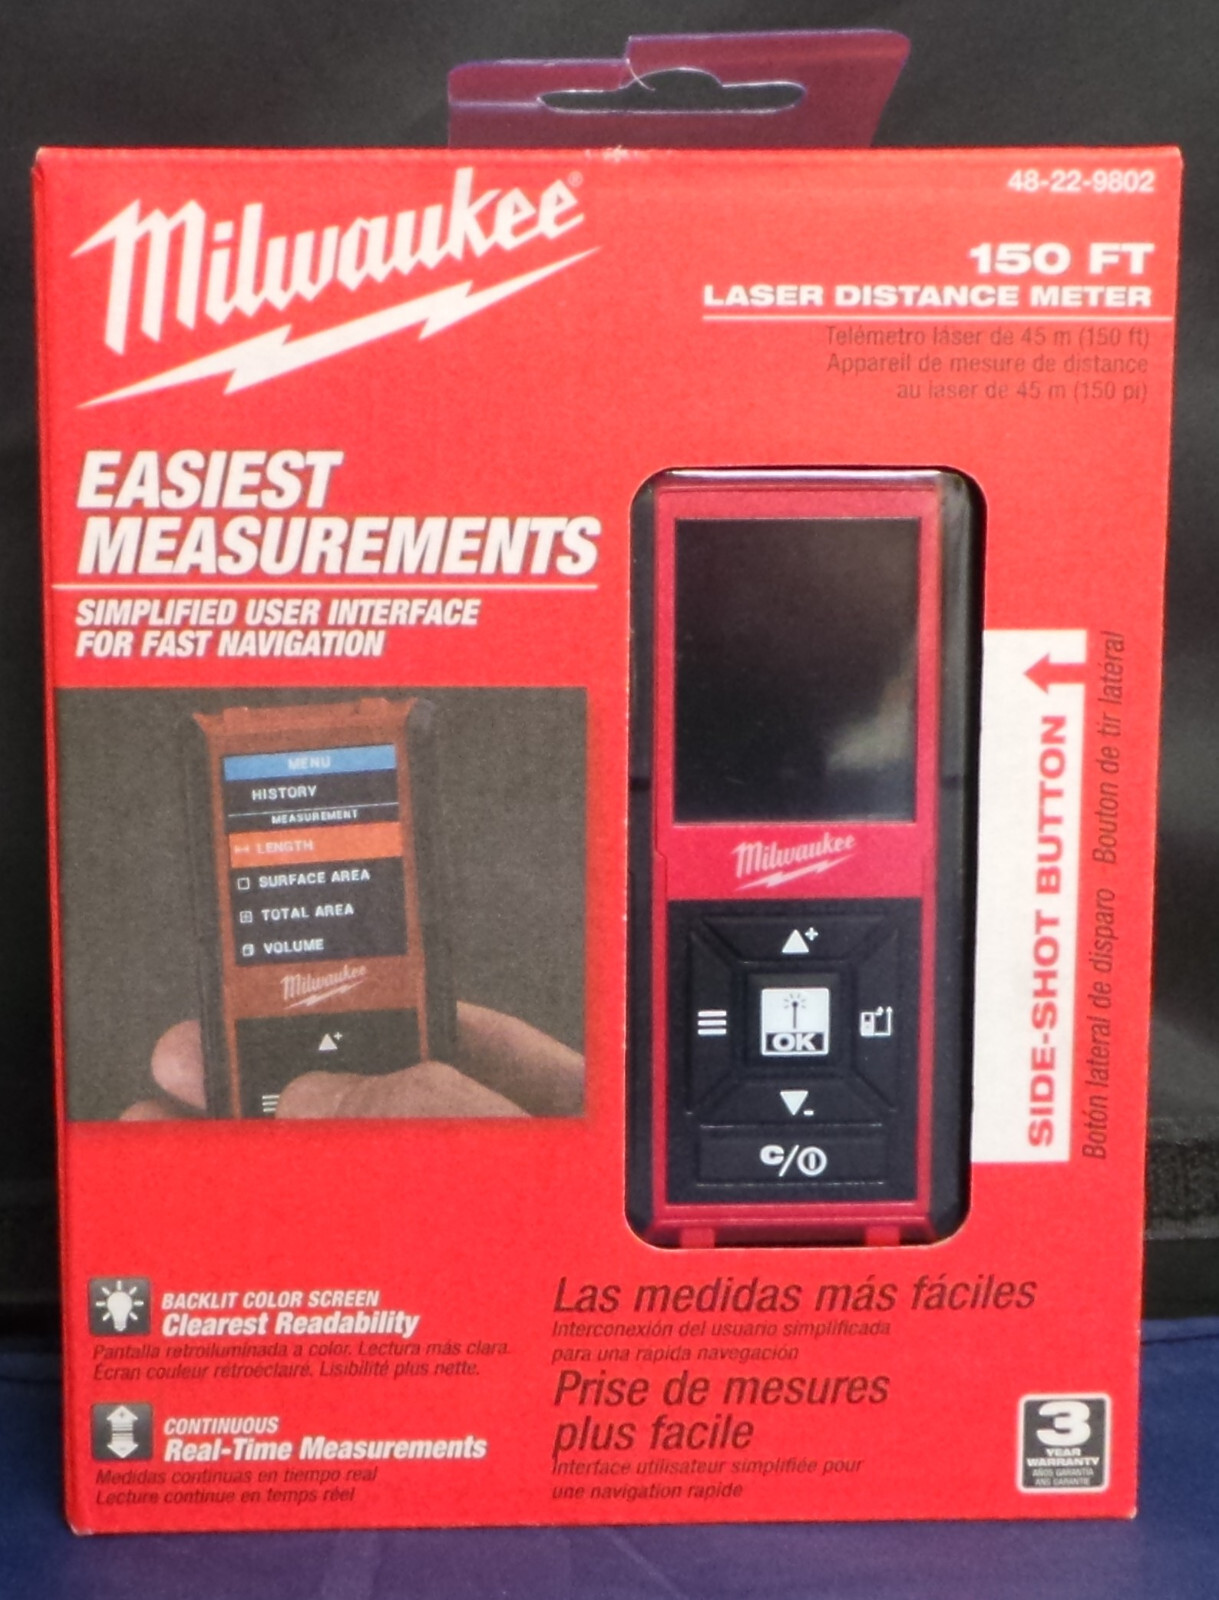 Milwaukee®
48-22-9802
150 FT
LASER DISTANCE METER
Telémetro láser de 45 m (150 ft)
Appareil de mesure de distance
au laser de 45 m (150 pi)
EASIEST
MEASUREMENTS
SIMPLIFIED USER INTERFACE
FOR FAST NAVIGATION
MENU
HISTORY
MEASUREMENT
LENGTH
SURFACE AREA
TOTAL AREA
VOLUME
Milwaukee
+
Milwaukee
+
OK
-
C/
SIDE-SHOT BUTTON
Botón lateral de disparo Bouton de tir latéral
BACKLIT COLOR SCREEN
Clearest Readability
Pantalla retroiluminada a color. Lectura más clara.
Écran couleur rétroéclairé. Lisibilité plus nette.
CONTINUOUS
Real-Time Measurements
Medidas continuas en tiempo real
Lecture continue en temps réel
Las medidas más fáciles
Interconexión del usuario simplificada
para una rápida navegación
Prise de mesures
plus facile
Interface utilisateur simplifiée pour
une navigation rapide
3
YEAR
WARRANTY
AÑOS GARANTÍA
ANS GARANTIE